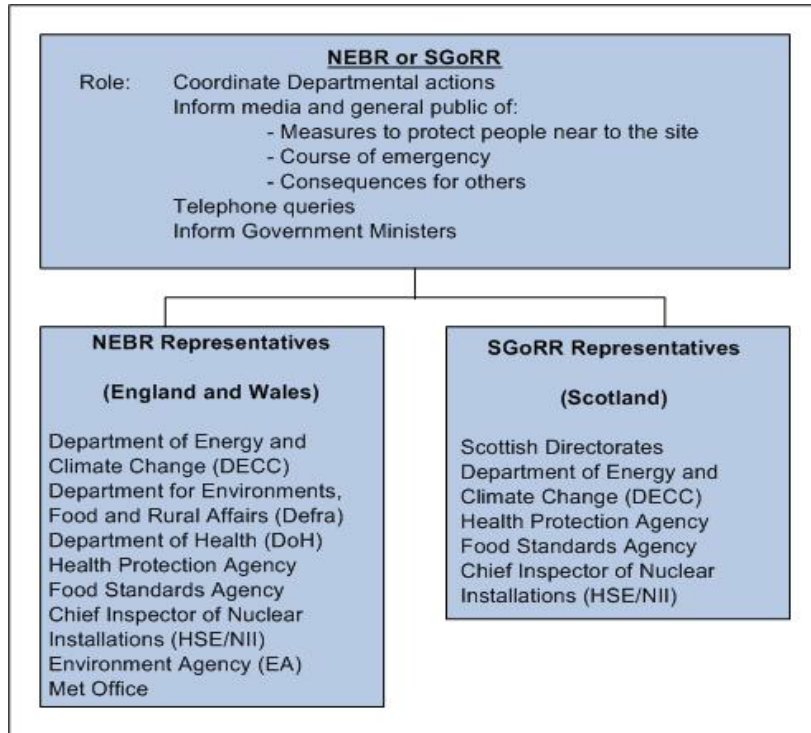 NEBR or SGoRR
Role: Coordinate Departmental actions
Inform media and general public of:
- Measures to protect people near to the site
- Course of emergency
- Consequences for others
Telephone queries
Inform Government Ministers
NEBR Representatives
(England and Wales)
Department of Energy and
Climate Change (DECC)
Department for Environments,
Food and Rural Affairs (Defra)
Department of Health (DoH)
Health Protection Agency
Food Standards Agency
Chief Inspector of Nuclear
Installations (HSE/NII)
Environment Agency (EA)
Met Office
SGoRR Representatives
(Scotland)
Scottish Directorates
Department of Energy and
Climate Change (DECC)
Health Protection Agency
Food Standards Agency
Chief Inspector of Nuclear
Installations (HSE/NII)